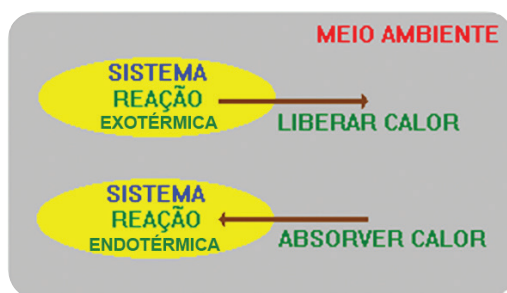 MEIO AMBIENTE
SISTEMA
REAÇÃO
EXOTÉRMICA
LIBERAR CALOR
SISTEMA
REAÇÃO
ENDOTÉRMICA
ABSORVER CALOR